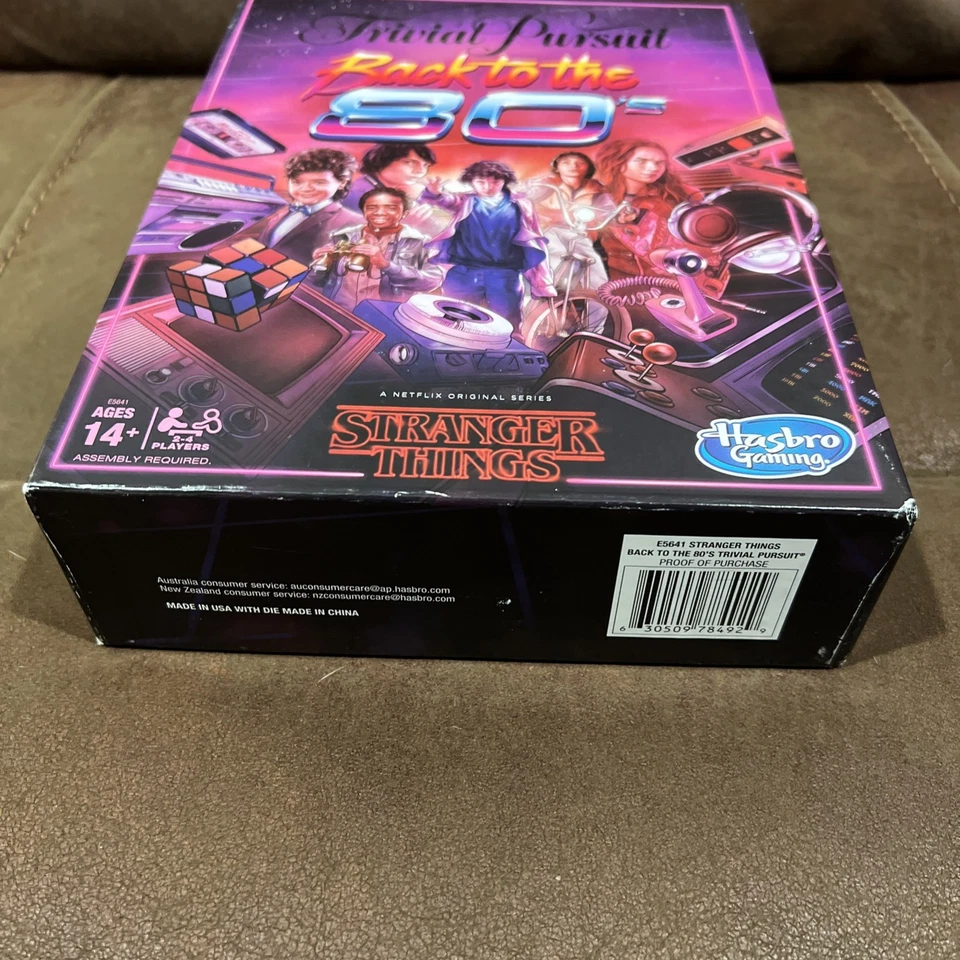 Trivial Pursuit
Back to the
80's
E5641
AGES
14+
2-4
PLAYERS
ASSEMBLY REQUIRED.
A NETFLIX ORIGINAL SERIES
STRANGER
THINGS
Hasbro
Gaming
Australia consumer service: auconsumercare@ap.hasbro.com
New Zealand consumer service: nzconsumercare@hasbro.com
MADE IN USA WITH DIE MADE IN CHINA
E5641 STRANGER THINGS
BACK TO THE 80'S TRIVIAL PURSUIT®
PROOF OF PURCHASE
6 30509 78492 9